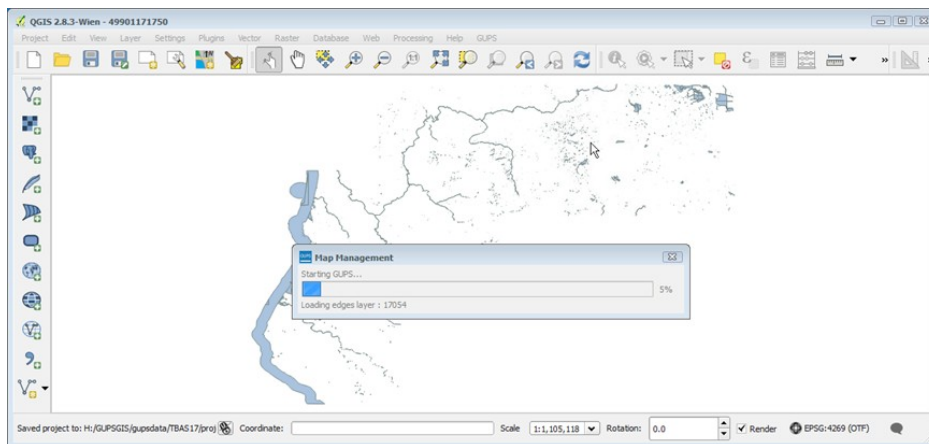 QGIS 2.8.3-Wien - 49901171750
Project Edit View Layer Settings Plugins Vector Raster Database Web Processing Help GUPS
Map Management
Starting GUPS...
5%
Loading edges layer : 17054
Saved project to: H:/GUPSGIS/gupsdata/TBAS17/proj Coordinate: Scale 1:1,105,118 Rotation: 0.0 Render EPSG:4269 (OTF)